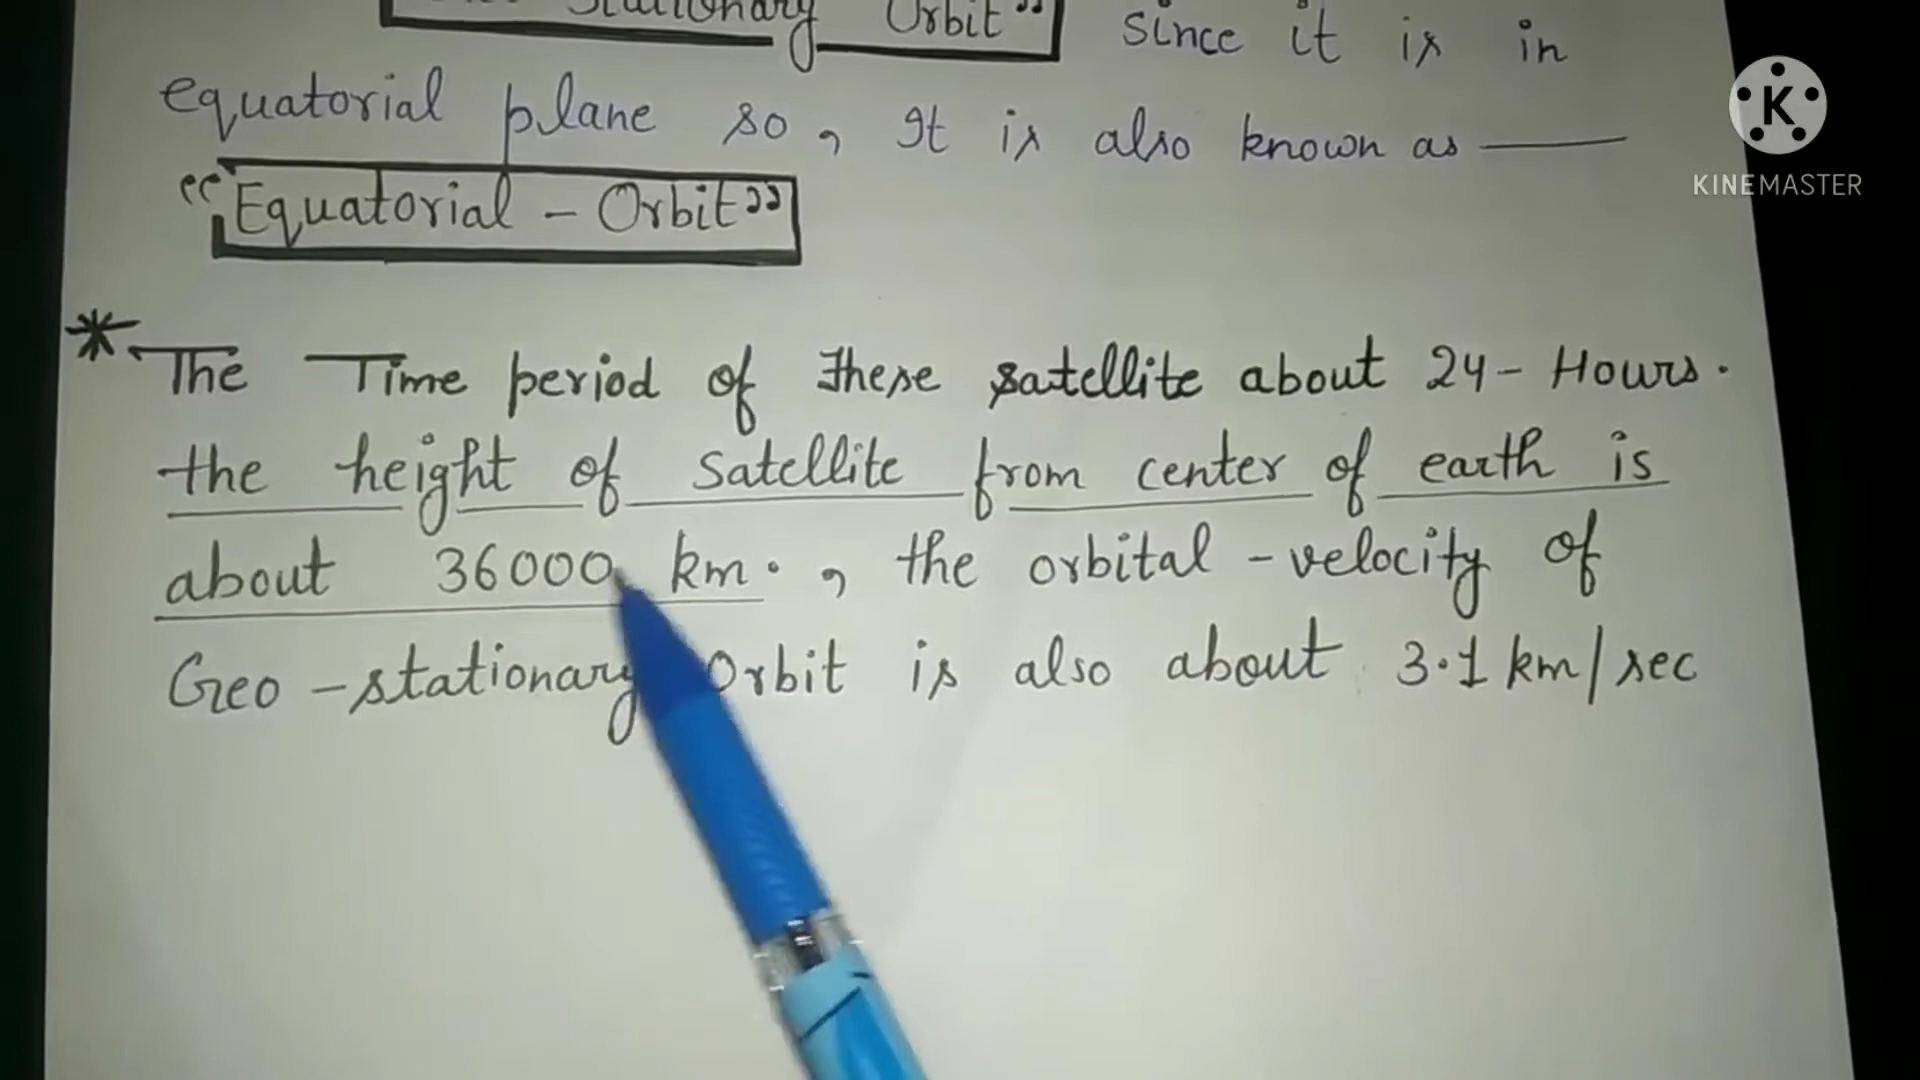 Stationary Orbit” since it is in
equatorial plane so, It is also known as —
“Equatorial - Orbit”
* The Time period of these satellite about 24 - Hours.
the height of satellite from center of earth is
about 36000 km. , the orbital - velocity of
Geo - stationary Orbit is also about 3.1 km/sec
K
KINEMASTER